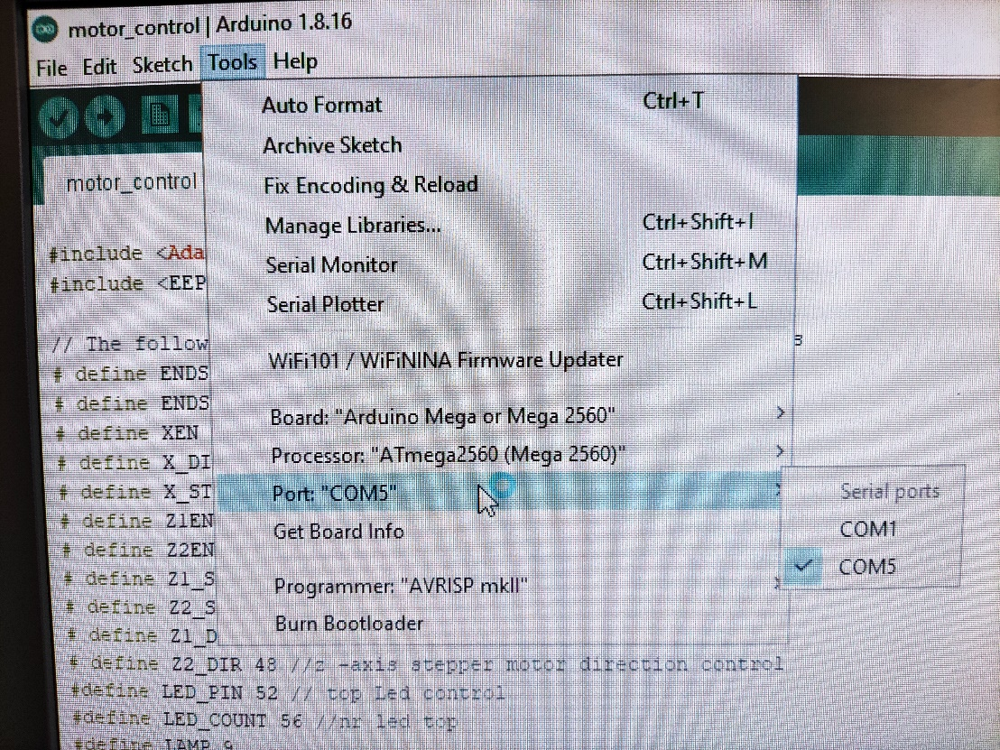 motor_control | Arduino 1.8.16
File Edit Sketch Tools Help
Auto Format Ctrl+T
Archive Sketch
motor_control
Fix Encoding & Reload
Manage Libraries... Ctrl+Shift+I
#include <Ada
Serial Monitor Ctrl+Shift+M
#include <EEP
Serial Plotter Ctrl+Shift+L
// The follow
WiFi101 / WiFiNINA Firmware Updater
# define ENDS
# define ENDS
Board: "Arduino Mega or Mega 2560"
# define XEN
Processor: "ATmega2560 (Mega 2560)"
# define X_DI
Port: "COM5"
Serial ports
# define X_ST
# define Z1EN
Get Board Info
COM1
# define Z2EN
COM5
# define Z1_S
Programmer: "AVRISP mkII"
# define Z2_S
Burn Bootloader
# define Z1_D
# define Z2_DIR 48 //z -axis stepper motor direction control
#define LED_PIN 52 // top Led control
#define LED_COUNT 56 //nr led top
#define LAMP 9